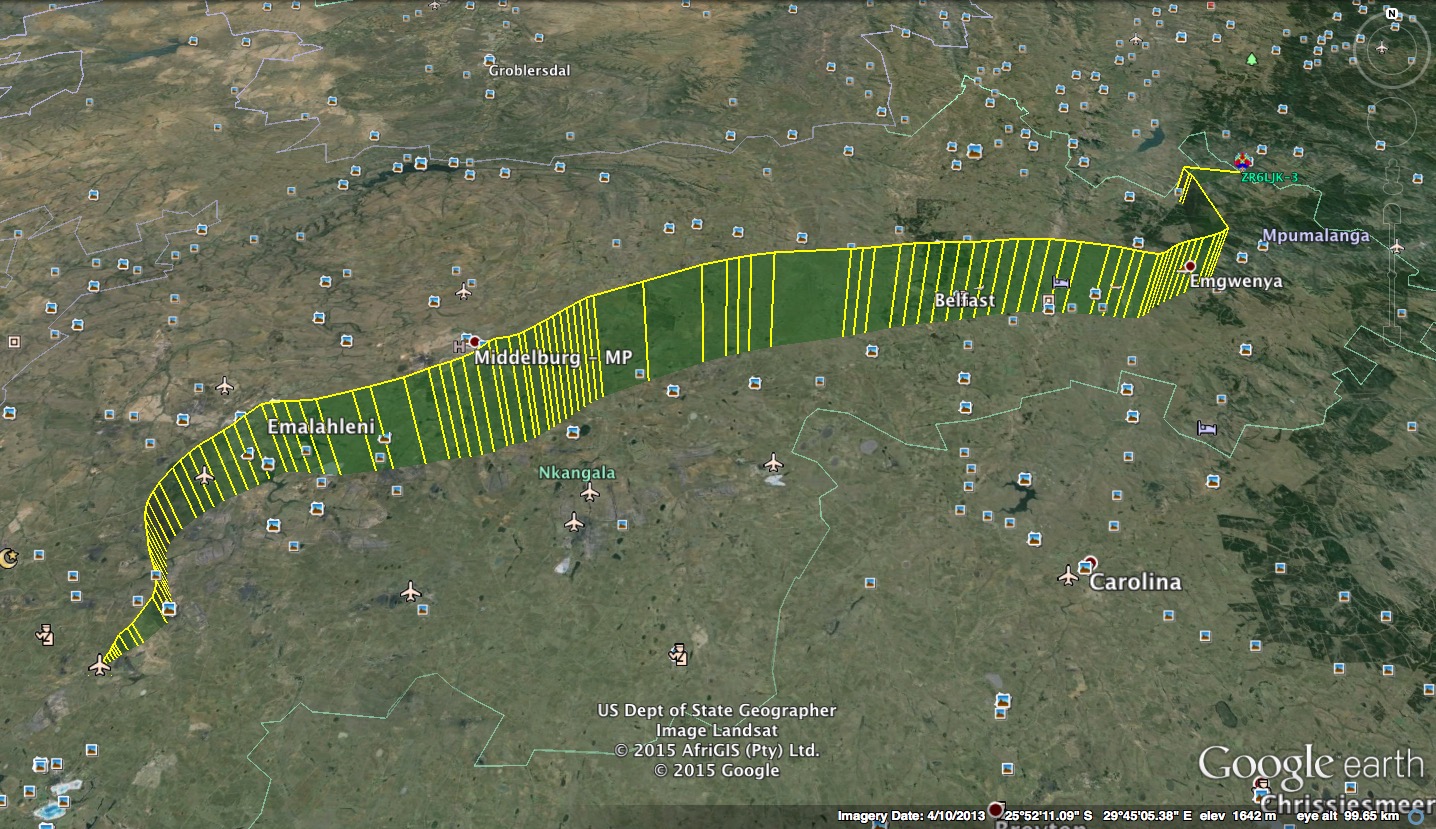 N
Groblersdal
ZR6LJK-3
Mpumalanga
Emgwenya
Belfast
H
Middelburg - MP
Emalahleni
Nkangala
Carolina
US Dept of State Geographer
Image Landsat
© 2015 AfriGIS (Pty) Ltd.
© 2015 Google
Google earth
Chrissiesmeer
Imagery Date: 4/10/2013 25°52'11.09" S 29°45'05.38" E elev 1642 m eye alt 99.65 km